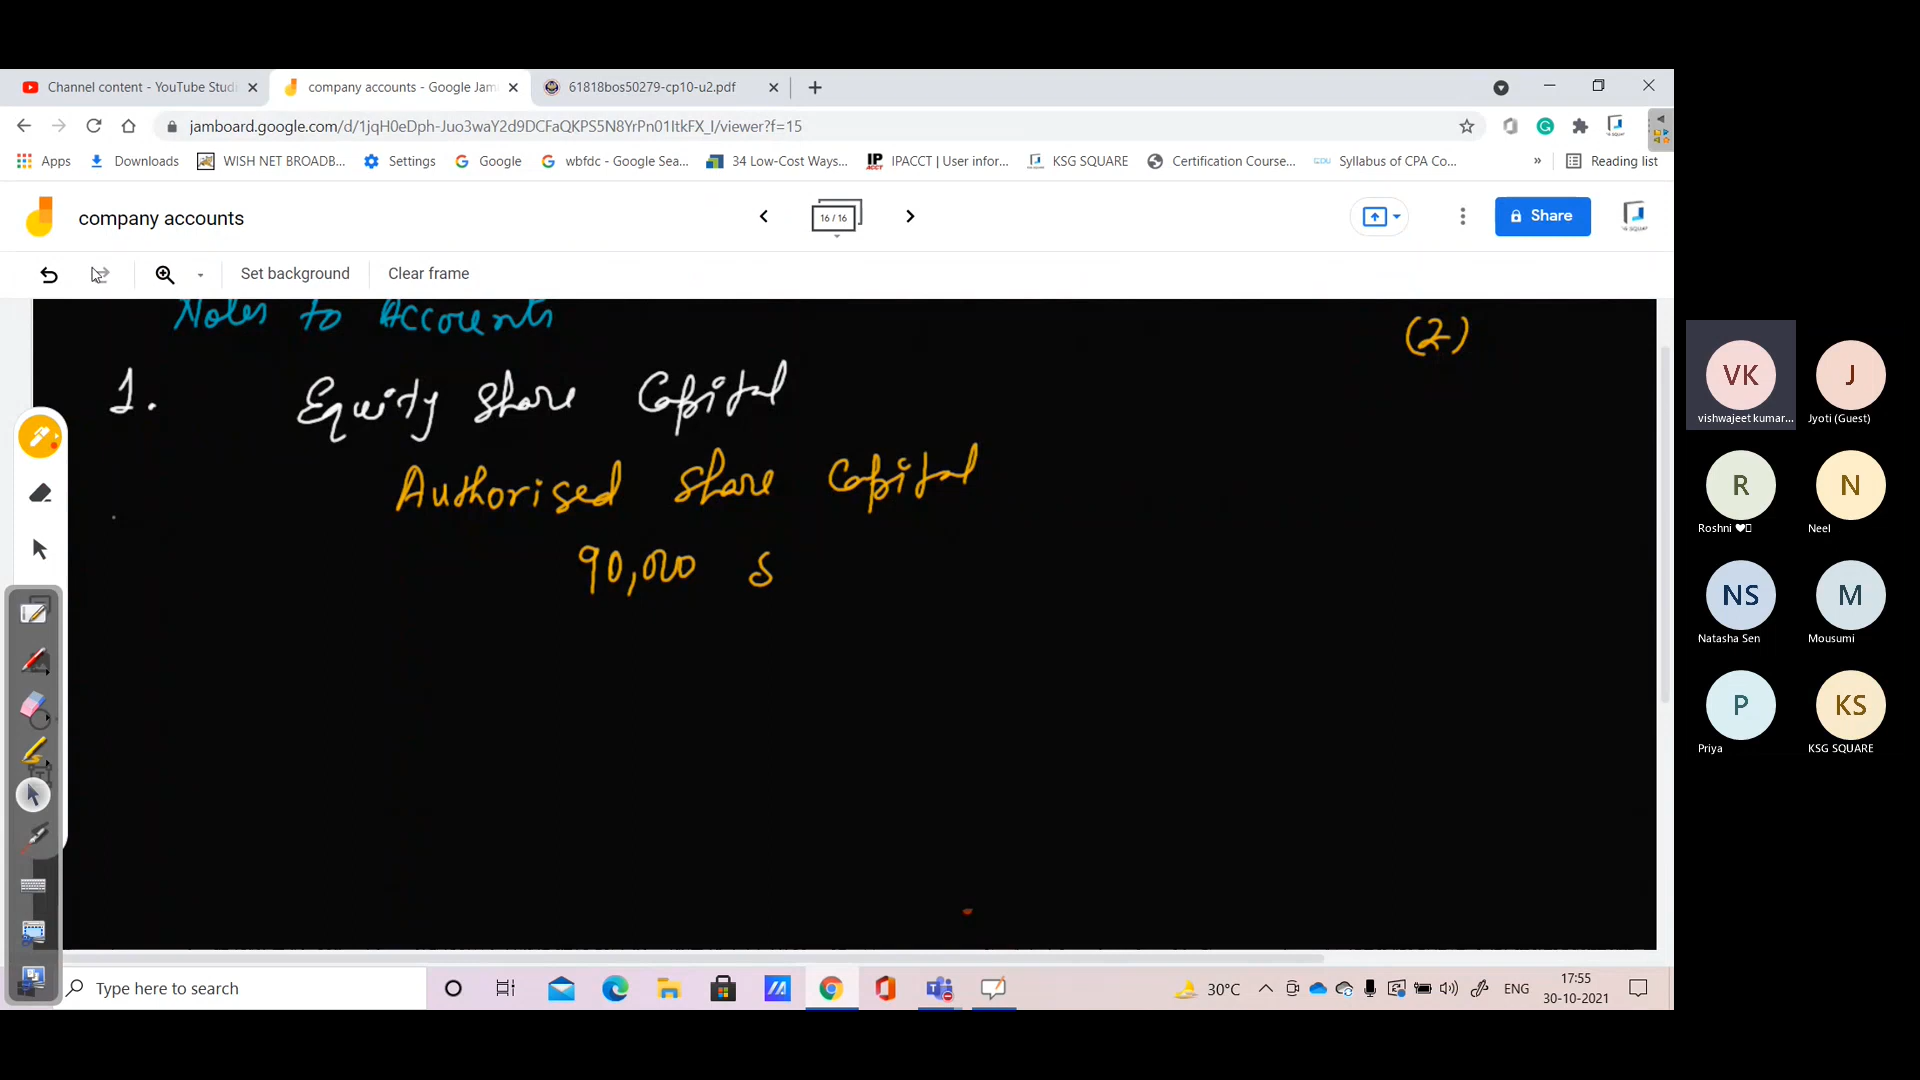 Channel content - YouTube Stud
company accounts - Google Jam
61818bos50279-cp10-u2.pdf
jamboard.google.com/d/1jqH0eDph-Juo3waY2d9DCFaQKPS5N8YrPn01ItkFX_I/viewer?f=15
Apps
Downloads
WISH NET BROADB...
Settings
Google
wbfdc - Google Sea...
34 Low-Cost Ways...
IPACCT | User infor...
KSG SQUARE
Certification Course...
Syllabus of CPA Co...
»
Reading list
company accounts
16 / 16
Share
Set background
Clear frame
Notes to Accounts
(2)
1. Equity Share Capital
Authorised Share Capital
90,000 S
VK
vishwajeet kumar...
J
Jyoti (Guest)
R
Roshni
N
Neel
NS
Natasha Sen
M
Mousumi
P
Priya
KS
KSG SQUARE
Type here to search
30°C
ENG
17:55
30-10-2021